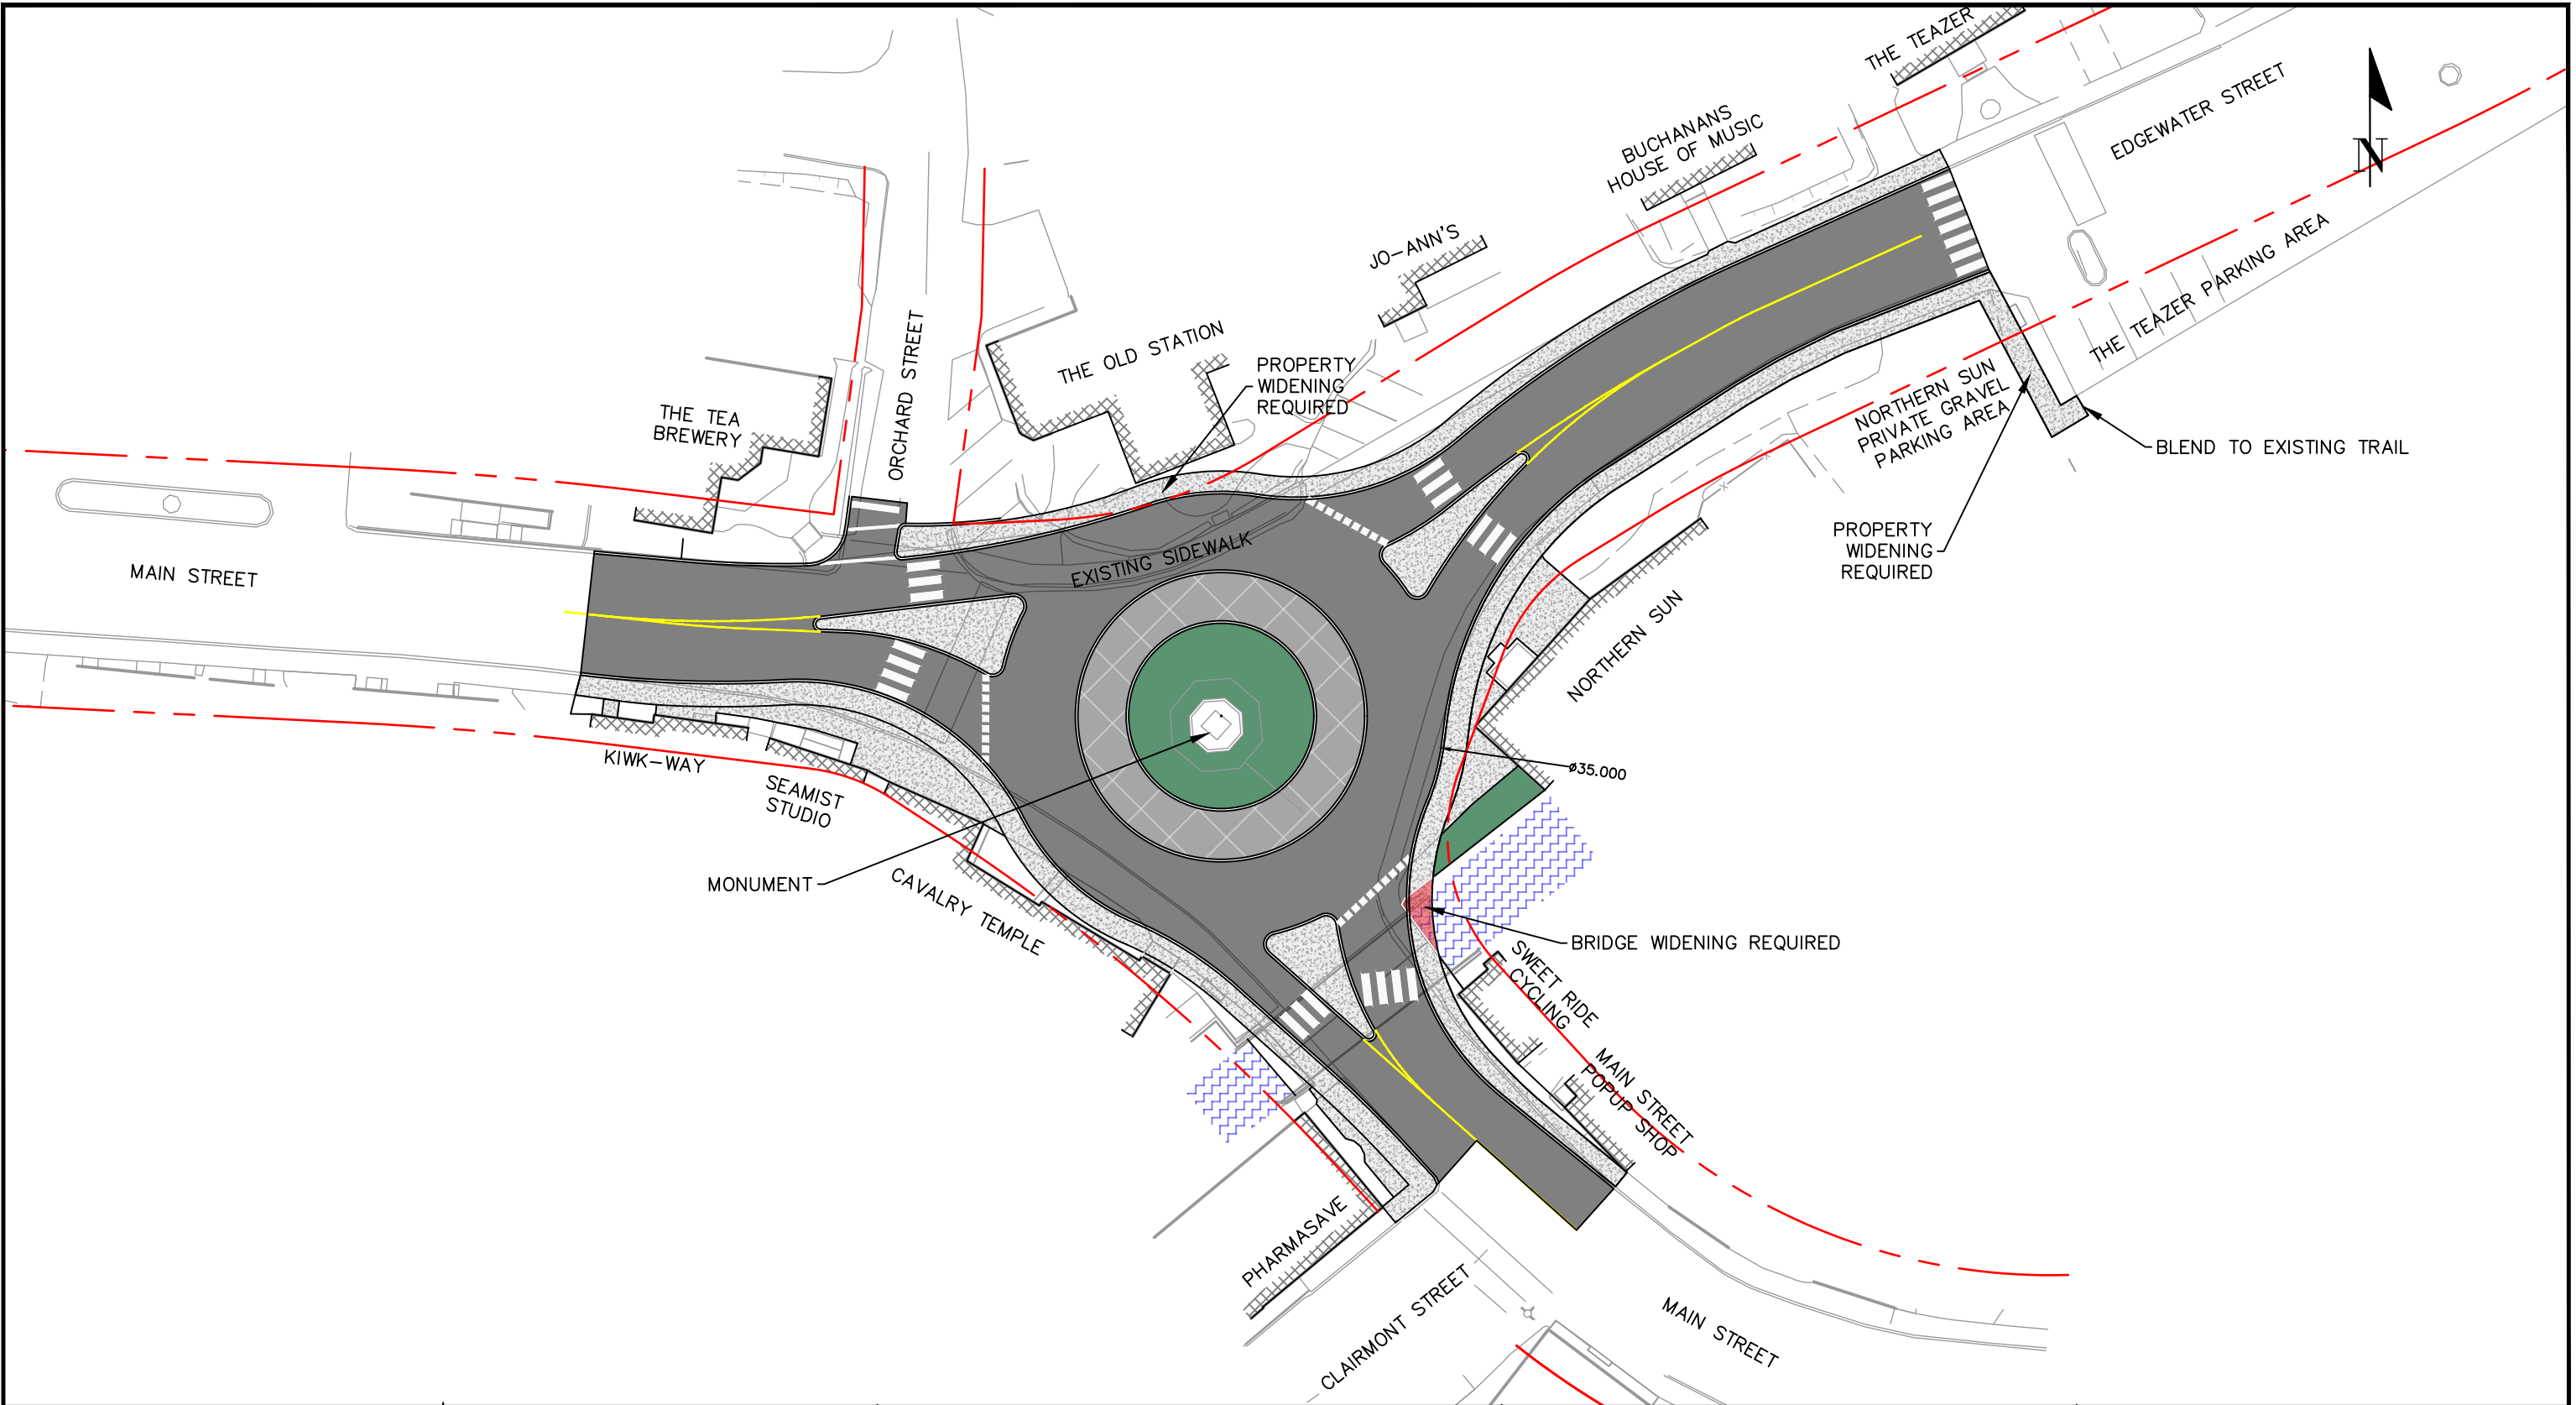 THE TEAZER
EDGEWATER STREET
N
BUCHANANS
HOUSE OF MUSIC
THE TEAZER PARKING AREA
JO-ANN'S
THE OLD STATION
PROPERTY
WIDENING
REQUIRED
ORCHARD STREET
THE TEA
BREWERY
NORTHERN SUN
PRIVATE GRAVEL
PARKING AREA
BLEND TO EXISTING TRAIL
PROPERTY
WIDENING
REQUIRED
EXISTING SIDEWALK
MAIN STREET
NORTHERN SUN
KIWK-WAY
SEAMIST
STUDIO
ø35.000
MONUMENT
CAVALRY TEMPLE
BRIDGE WIDENING REQUIRED
SWEET RIDE
CYCLING
MAIN STREET
POPUP SHOP
PHARMASAVE
CLAIRMONT STREET
MAIN STREET